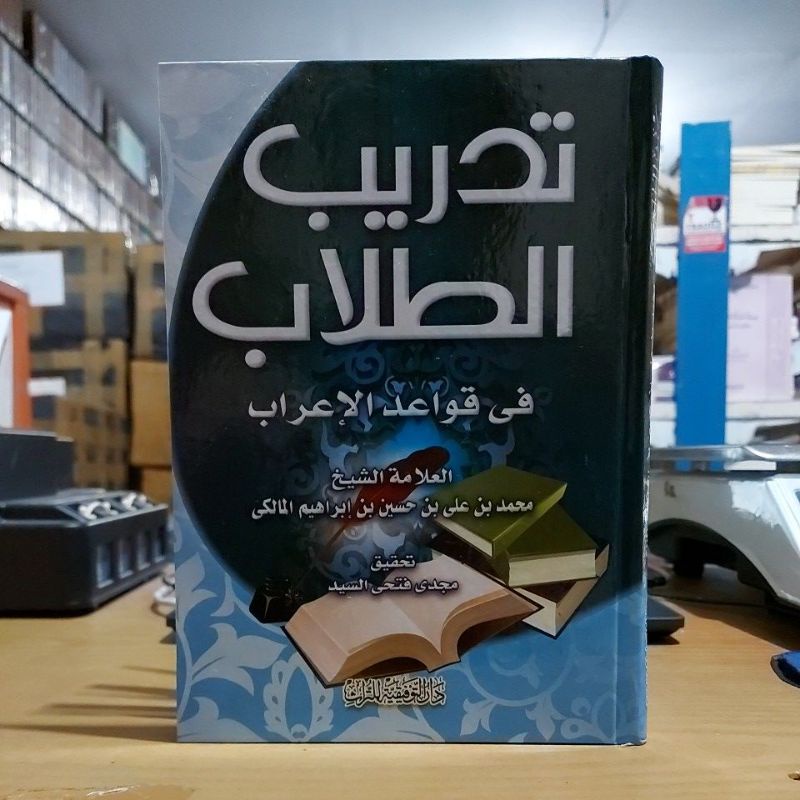 تدريب
الطلاب
فى قواعد الإعراب
العلامة الشيخ
محمد بن على بن حسين بن إبراهيم المالكى
تحقيق
مجدى فتحى السيد
دار التوفيقية للتراث